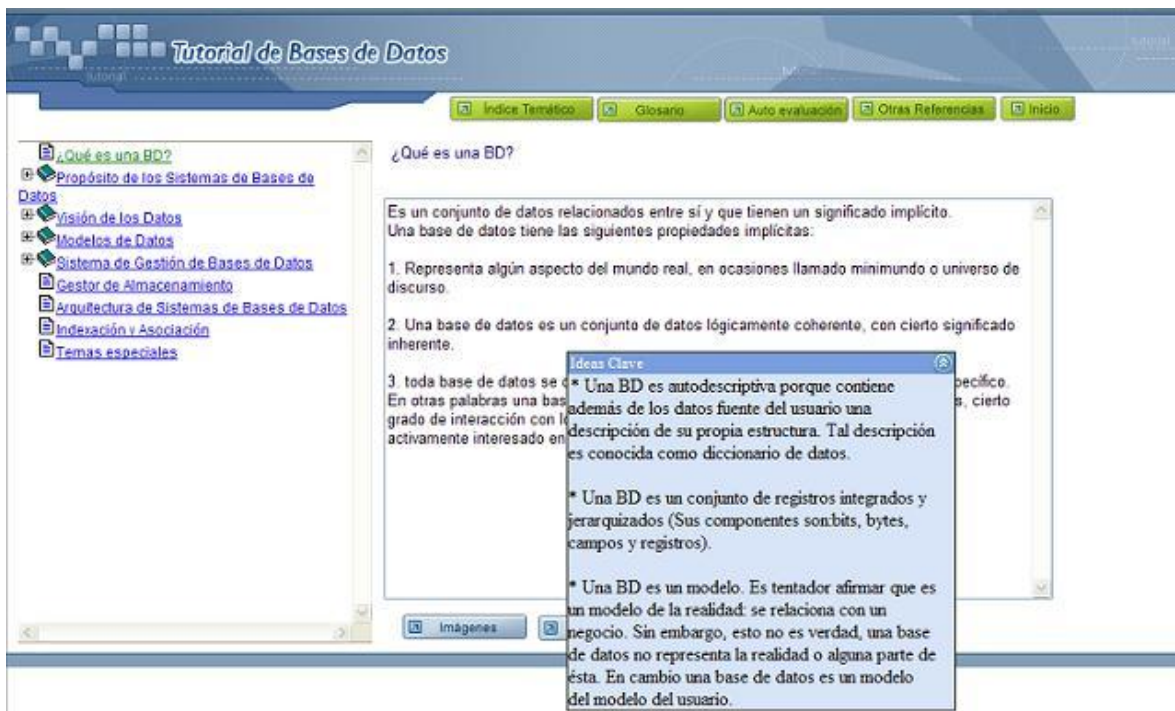 Tutorial de Bases de Datos
tutorial
Índice Temático
Glosario
Auto evaluación
Otras Referencias
Inicio
¿Qué es una BD?
Propósito de los Sistemas de Bases de
Datos
Visión de los Datos
Modelos de Datos
Sistema de Gestión de Bases de Datos
Gestor de Almacenamiento
Arquitectura de Sistemas de Bases de Datos
Indexación y Asociación
Temas especiales
¿Qué es una BD?
Es un conjunto de datos relacionados entre sí y que tienen un significado implícito.
Una base de datos tiene las siguientes propiedades implícitas:
1. Representa algún aspecto del mundo real, en ocasiones llamado minimundo o universo de
discurso.
2. Una base de datos es un conjunto de datos lógicamente coherente, con cierto significado
inherente.
3. toda base de datos se
En otras palabras una bas
, cierto
grado de interacción con
activamente interesado en
Imágenes
Ideas Clave
* Una BD es autodescriptiva porque contiene
además de los datos fuente del usuario una
descripción de su propia estructura. Tal descripción
es conocida como diccionario de datos.
* Una BD es un conjunto de registros integrados y
jerarquizados (Sus componentes son:bits, bytes,
campos y registros).
* Una BD es un modelo. Es tentador afirmar que es
un modelo de la realidad: se relaciona con un
negocio. Sin embargo, esto no es verdad, una base
de datos no representa la realidad o alguna parte de
ésta. En cambio una base de datos es un modelo
del modelo del usuario.